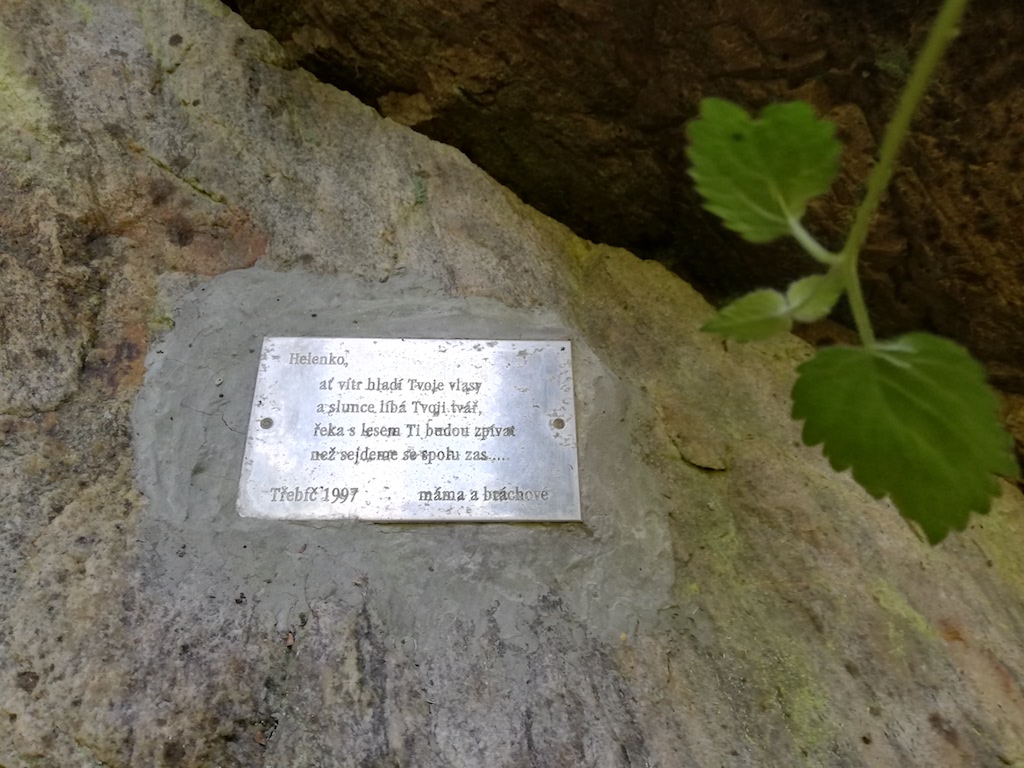 Helenko,
ať vítr hladí Tvoje vlasy
a slunce líbá Tvoji tvář,
řeka s lesem Ti budou zpívat
než sejdeme se spolu zas....
Třebíč 1997 máma a bráchové